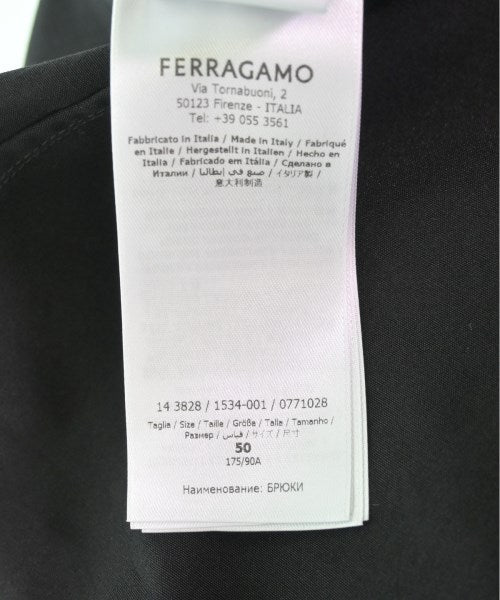 FERRAGAMO
Via Tornabuoni, 2
50123 Firenze - ITALIA
Tel: +39 055 3561
Fabbricato in Italia / Made in Italy / Fabriqué
en Italie / Hergestellt in Italien / Hecho en
Italia / Fabricado em Itália / Сделано в
Италии / صنع في إيطاليا / イタリア製 /
意大利制造
14 3828 / 1534-001 / 0771028
Taglia / Size / Taille / Größe / Talla / Tamanho /
Размер / قياس / サイズ / 尺寸
50
175/90A
Наименование: БРЮКИ